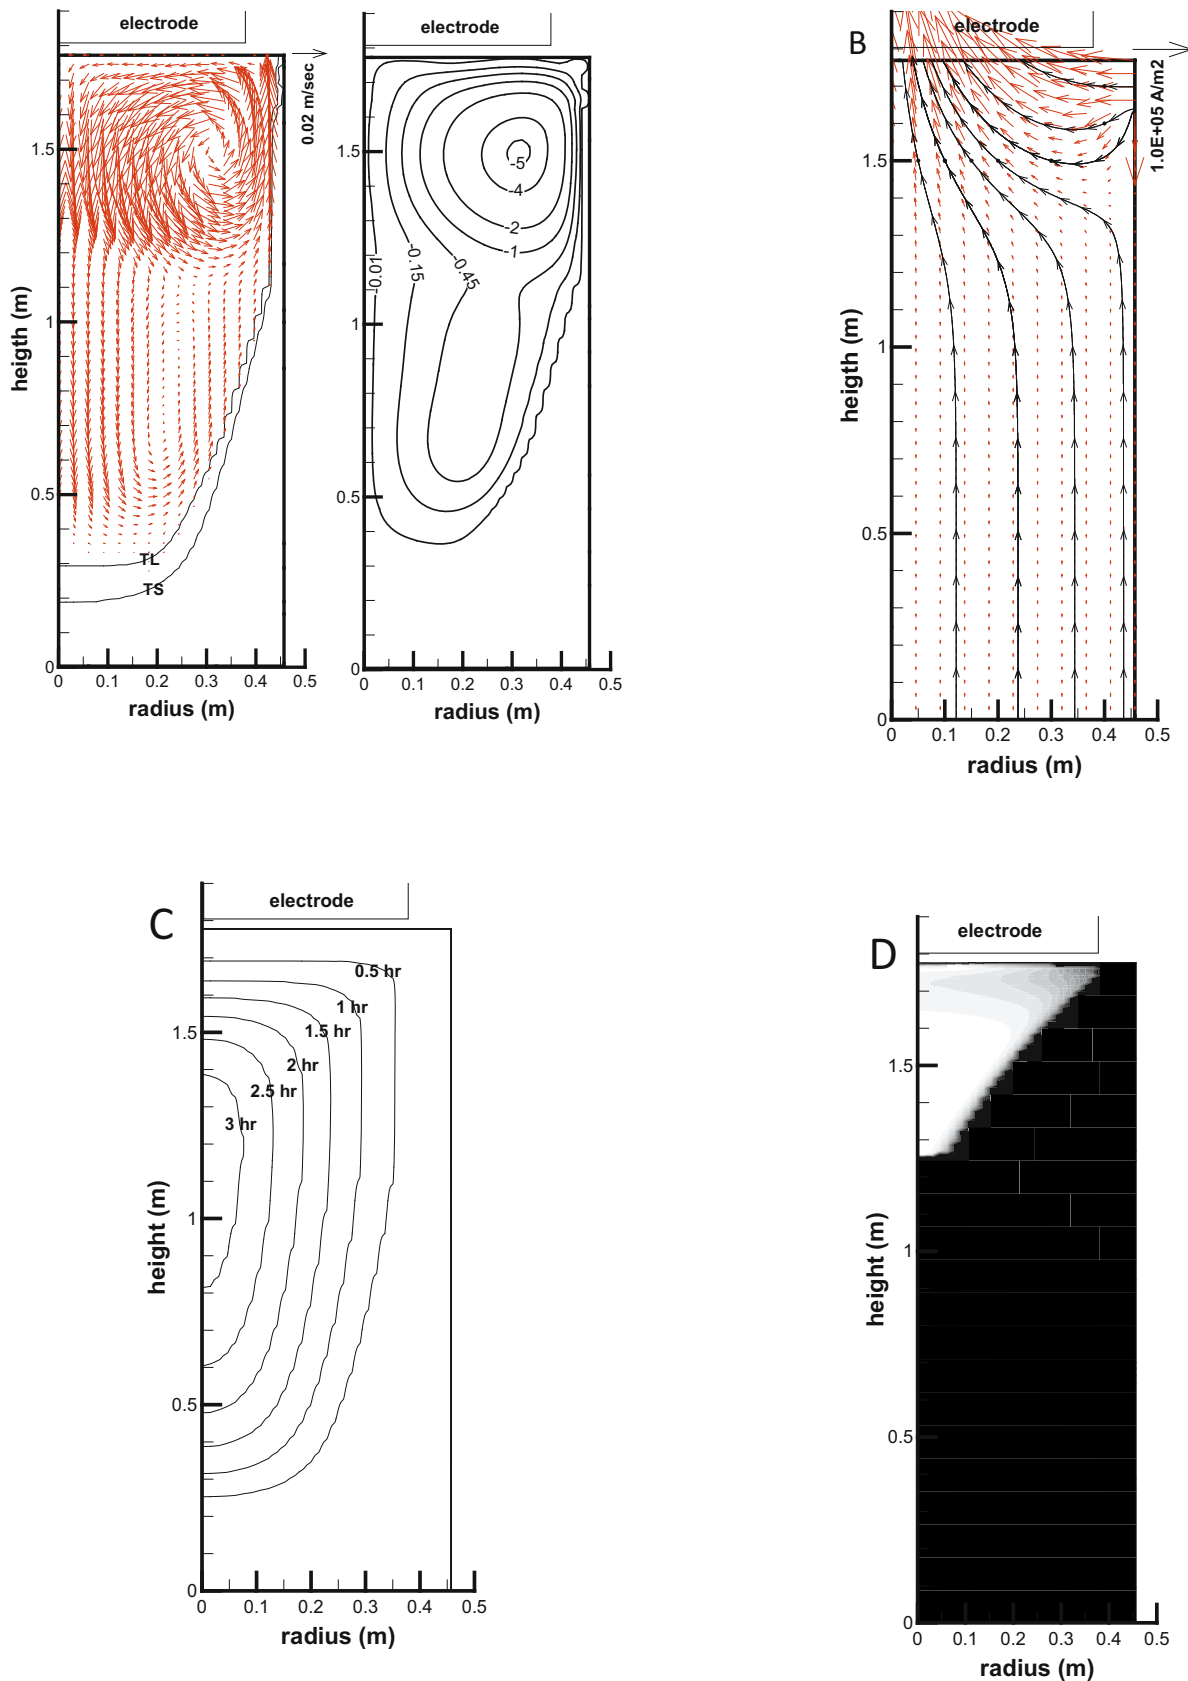 electrode
0.02 m/sec
1.5
1
0.5
0
heigth (m)
TL
TS
0 0.1 0.2 0.3 0.4 0.5
radius (m)
electrode
1.5
1
0.5
0
-5
-4
-2
-1
-0.45
-0.15
-0.01
0 0.1 0.2 0.3 0.4 0.5
radius (m)
B
electrode
1.0E+05 A/m2
1.5
1
0.5
0
heigth (m)
0 0.1 0.2 0.3 0.4 0.5
radius (m)
C
electrode
0.5 hr
1 hr
1.5 hr
2 hr
2.5 hr
3 hr
1.5
1
0.5
0
height (m)
0 0.1 0.2 0.3 0.4 0.5
radius (m)
D
electrode
1.5
1
0.5
0
height (m)
0 0.1 0.2 0.3 0.4 0.5
radius (m)